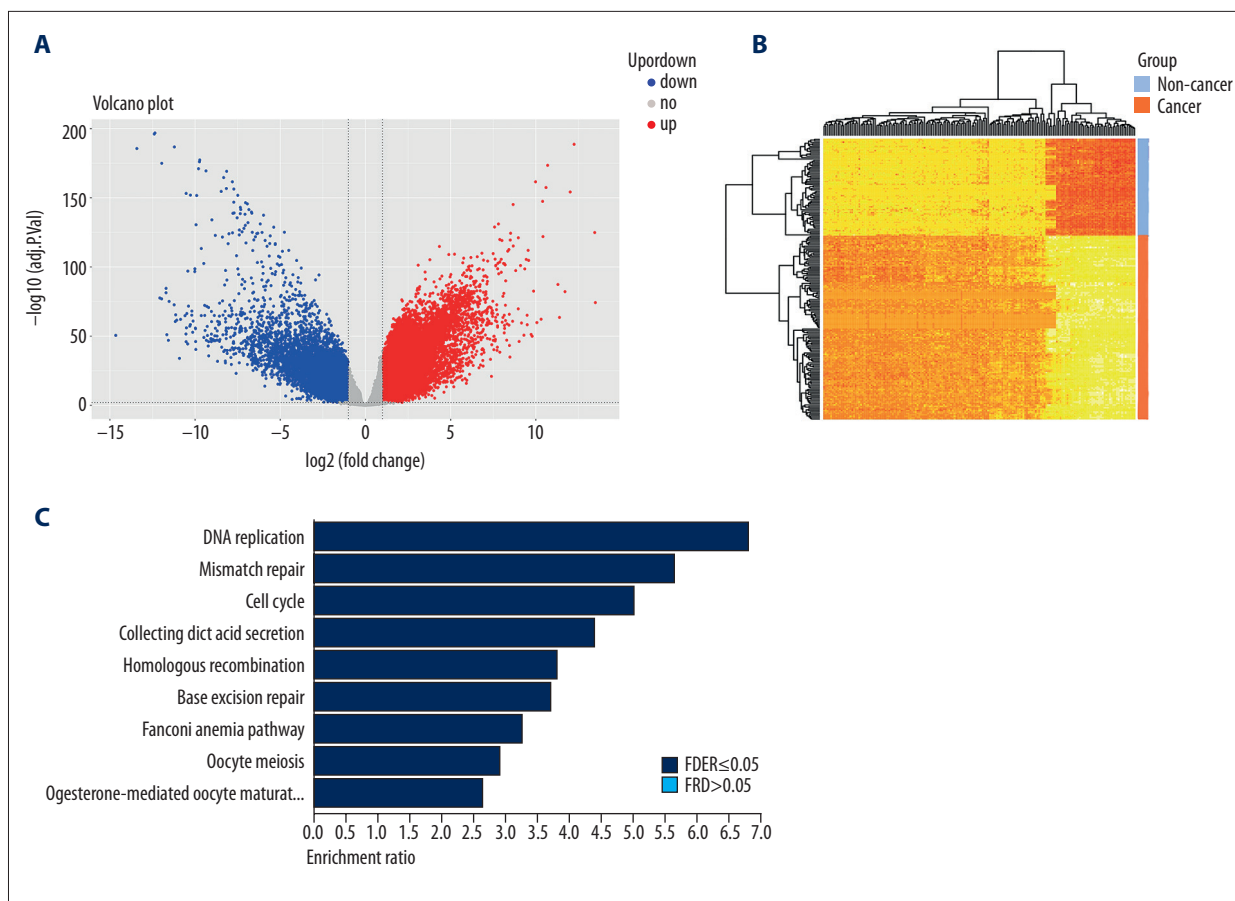 A
Upordown
down
no
up
Volcano plot
200
150
100
50
0
−15 −10 −5 0 5 10
−log10 (adj.P.Val)
log2 (fold change)
B
Group
Non-cancer
Cancer
C
DNA replication
Mismatch repair
Cell cycle
Collecting dict acid secretion
Homologous recombination
Base excision repair
Fanconi anemia pathway
Oocyte meiosis
Ogesterone-mediated oocyte maturat...
FDER≤0.05
FRD>0.05
0.0 0.5 1.0 1.5 2.0 2.5 3.0 3.5 4.0 4.5 5.0 5.5 6.0 6.5 7.0
Enrichment ratio